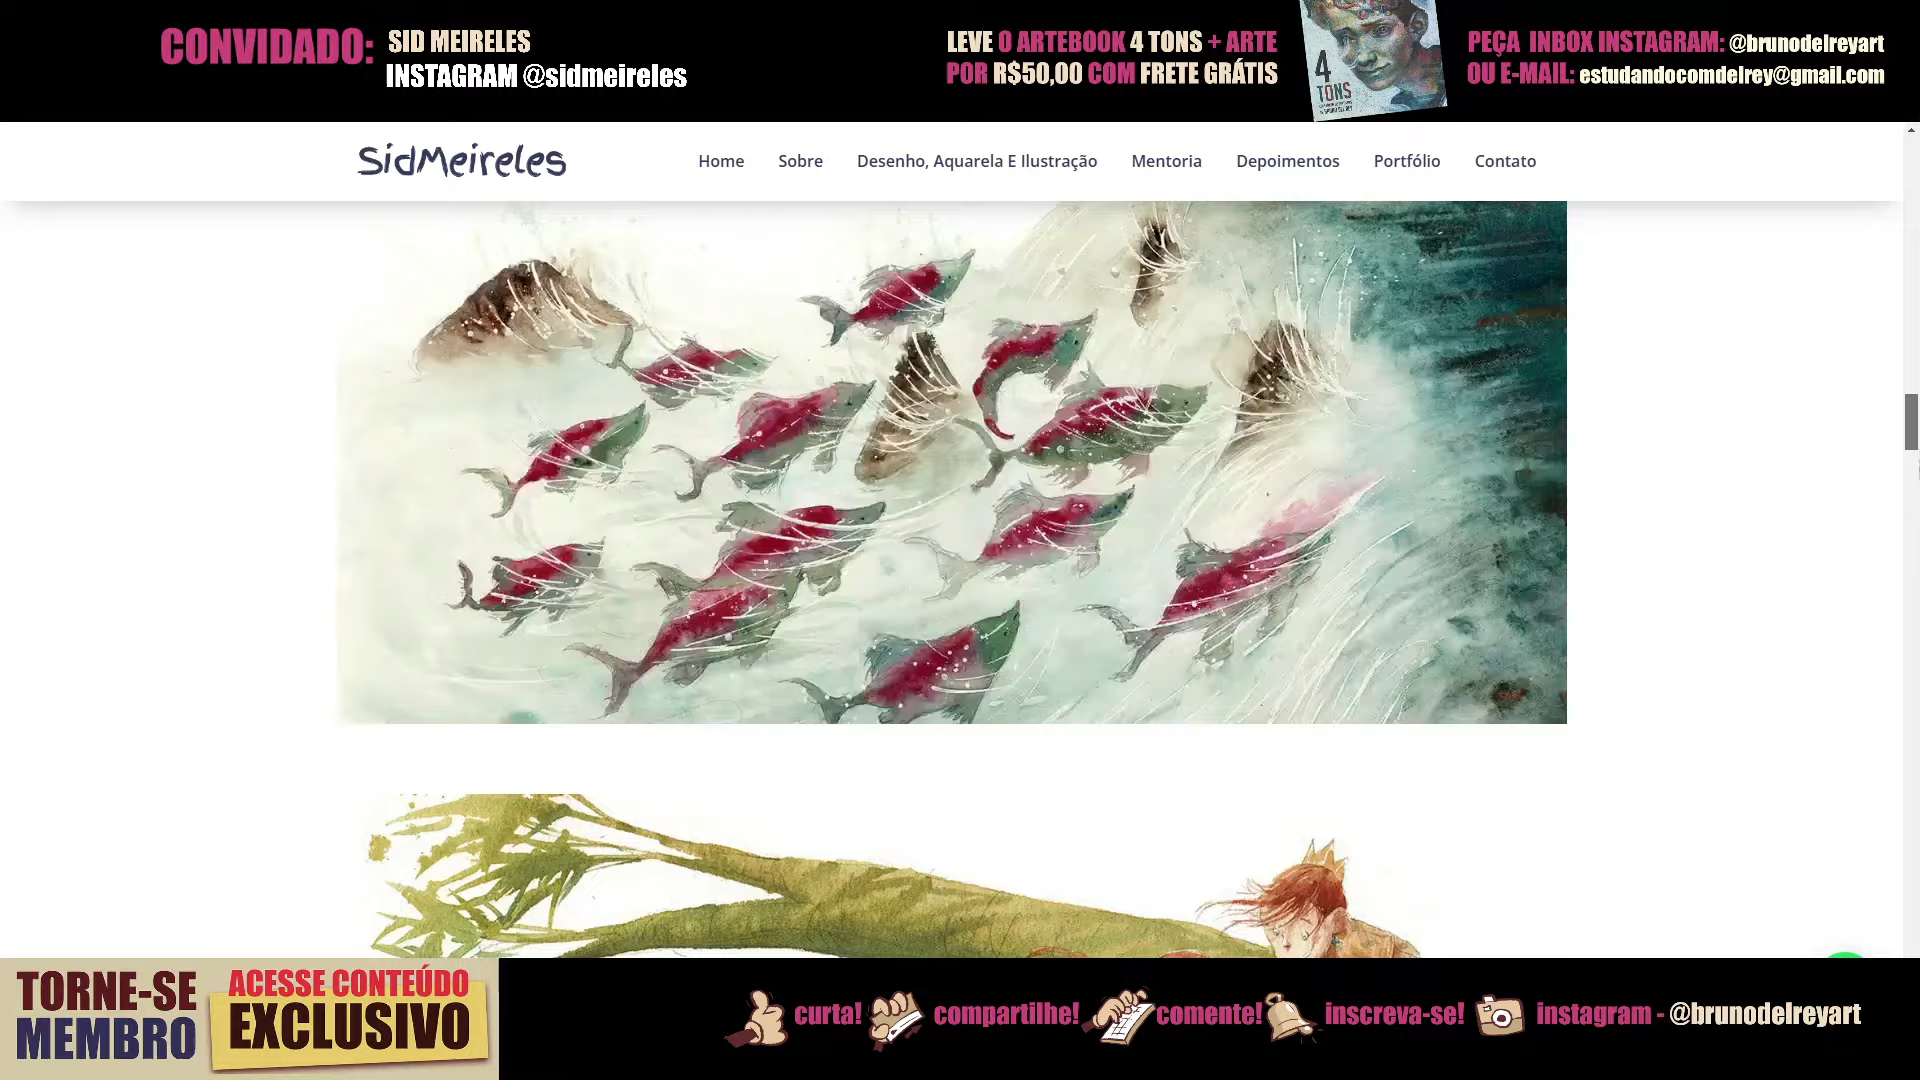 CONVIDADO: SID MEIRELES
INSTAGRAM @sidmeireles
LEVE O ARTEBOOK 4 TONS + ARTE
POR R$50,00 COM FRETE GRÁTIS
4
TONS
PEÇA INBOX INSTAGRAM: @brunodelreyart
OU E-MAIL: estudandocomdelrey@gmail.com
SidMeireles
Home Sobre Desenho, Aquarela E Ilustração Mentoria Depoimentos Portfólio Contato
TORNE-SE
MEMBRO
ACESSE CONTEÚDO
EXCLUSIVO
curta! compartilhe! comente! inscreva-se! instagram - @brunodelreyart